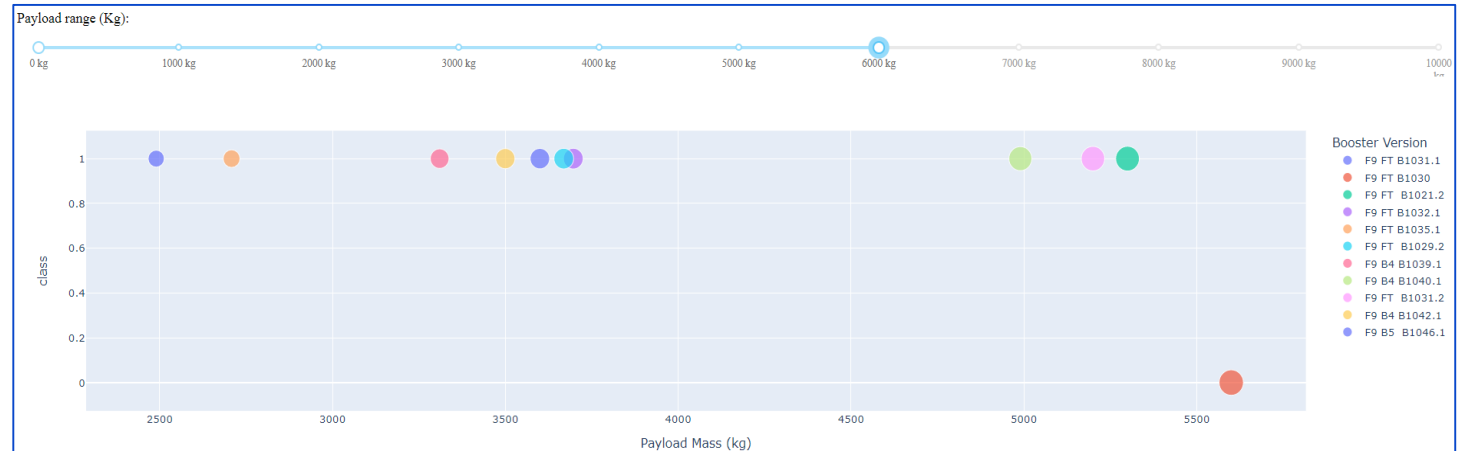 Payload range (Kg):
0 kg 1000 kg 2000 kg 3000 kg 4000 kg 5000 kg 6000 kg 7000 kg 8000 kg 9000 kg 10000
Booster Version
F9 FT B1031.1
F9 FT B1030
F9 FT  B1021.2
F9 FT B1032.1
F9 FT B1035.1
F9 FT  B1029.2
F9 B4 B1039.1
F9 B4 B1040.1
F9 FT  B1031.2
F9 B4 B1042.1
F9 B5  B1046.1
class
1
0.8
0.6
0.4
0.2
0
2500 3000 3500 4000 4500 5000 5500
Payload Mass (kg)